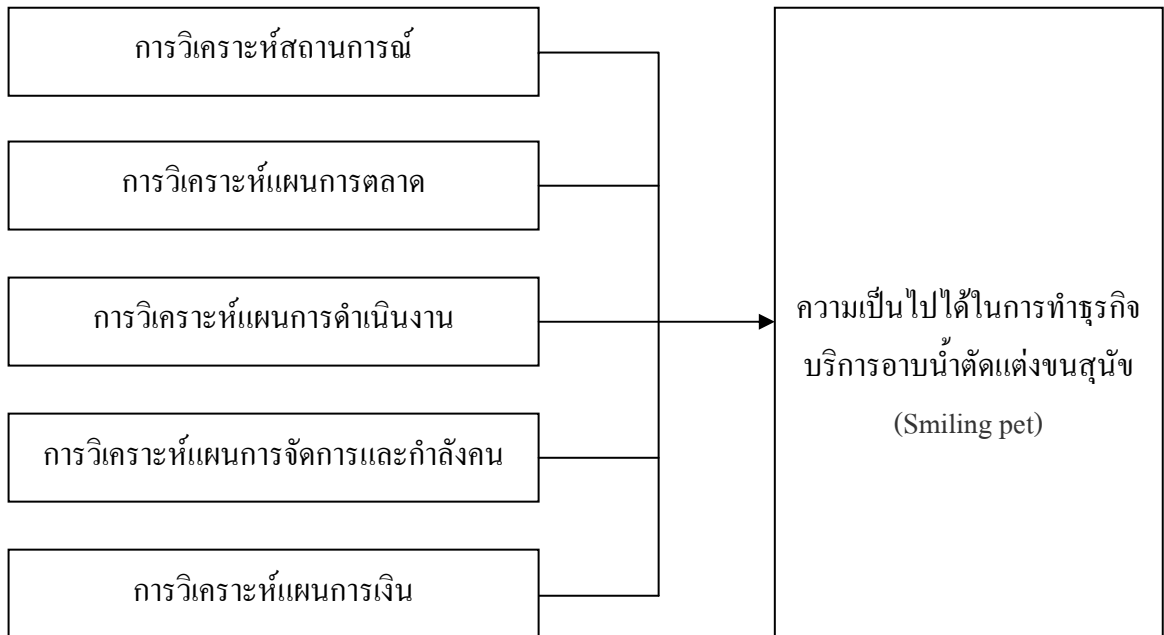 การวิเคราะห์สถานการณ์
การวิเคราะห์แผนการตลาด
การวิเคราะห์แผนการดำเนินงาน
การวิเคราะห์แผนการจัดการและกำลังคน
การวิเคราะห์แผนการเงิน
ความเป็นไปได้ในการทำธุรกิจ
บริการอาบน้ำตัดแต่งขนสุนัข
(Smiling pet)